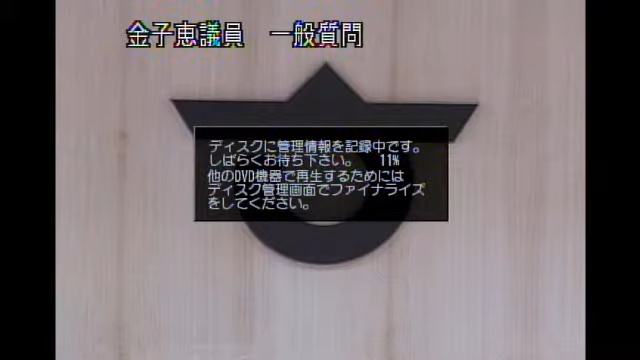 金子恵議員　一般質問
ディスクに管理情報を記録中です。
しばらくお待ち下さい。　11%
他のDVD機器で再生するためには
ディスク管理画面でファイナライズ
をしてください。